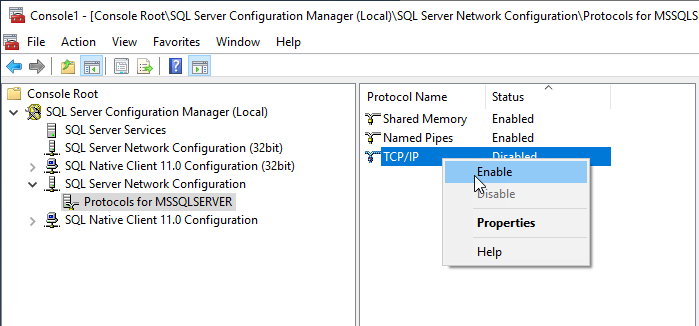 Console1 - [Console Root\SQL Server Configuration Manager (Local)\SQL Server Network Configuration\Protocols for MSSQLS
File Action View Favorites Window Help
Console Root
SQL Server Configuration Manager (Local)
SQL Server Services
SQL Server Network Configuration (32bit)
SQL Native Client 11.0 Configuration (32bit)
SQL Server Network Configuration
Protocols for MSSQLSERVER
SQL Native Client 11.0 Configuration
Protocol Name Status
Shared Memory Enabled
Named Pipes Enabled
TCP/IP Disabled
Enable
Disable
Properties
Help